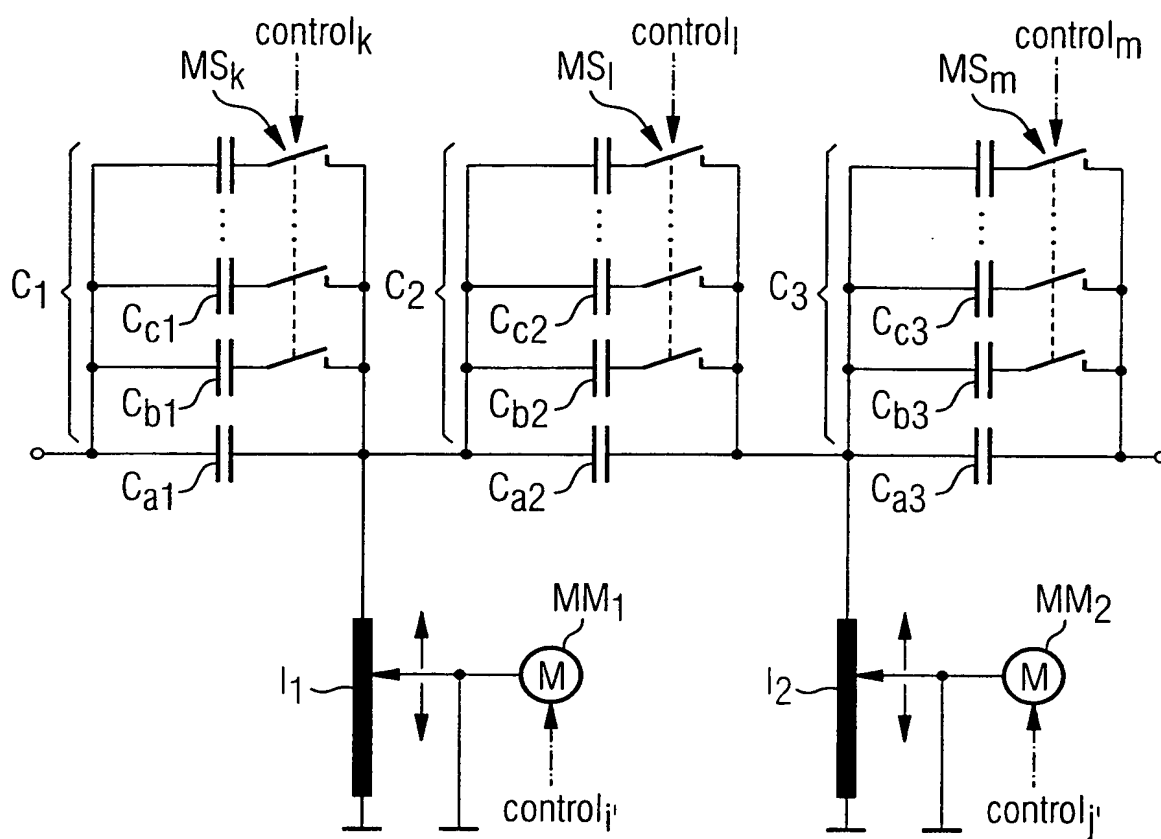 control_k
control_l
control_m
MS_k
MS_l
MS_m
C_1
C_2
C_3
C_c1
C_c2
C_c3
C_b1
C_b2
C_b3
C_a1
C_a2
C_a3
MM_1
MM_2
I_1
M
I_2
M
control_i'
control_j'